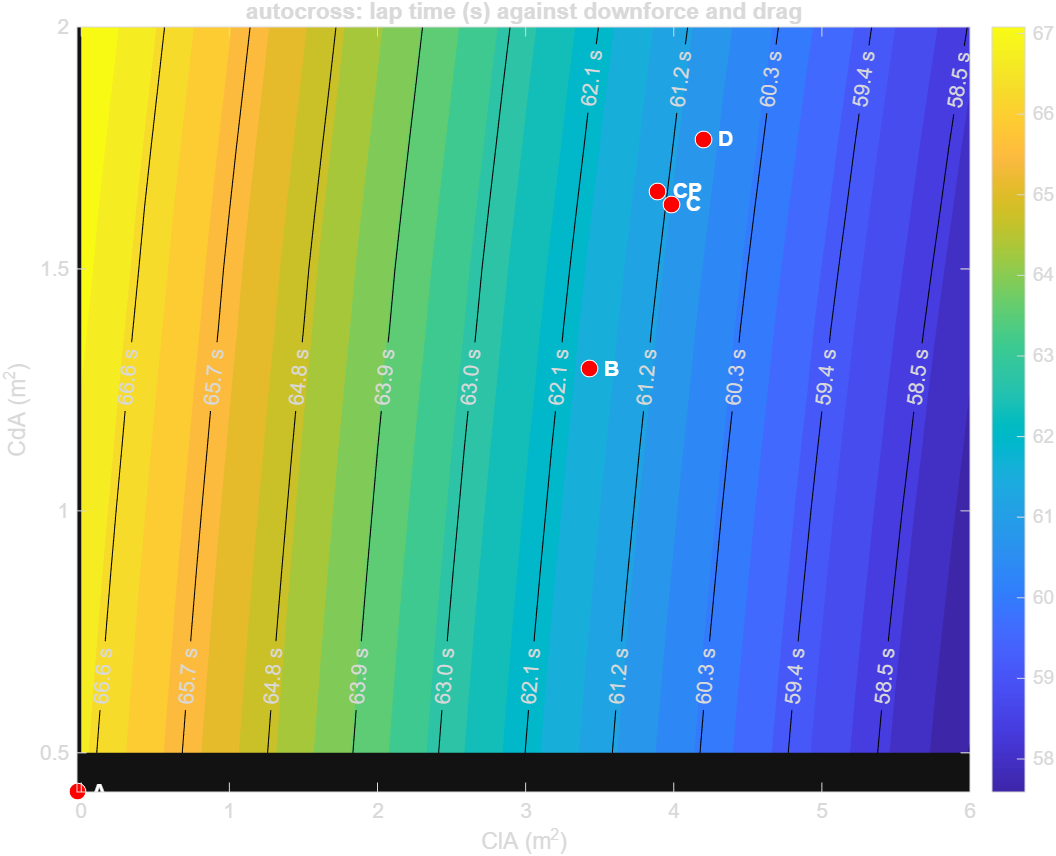 autocross: lap time (s) against downforce and drag
2
1.5
1
0.5
CdA (m²)
62.1 s
61.2 s
60.3 s
59.4 s
58.5 s
D
CP
C
B
66.6 s
65.7 s
64.8 s
63.9 s
63.0 s
62.1 s
61.2 s
60.3 s
59.4 s
58.5 s
66.6 s
65.7 s
64.8 s
63.9 s
63.0 s
62.1 s
61.2 s
60.3 s
59.4 s
58.5 s
A
0
1
2
3
4
5
6
ClA (m²)
67
66
65
64
63
62
61
60
59
58